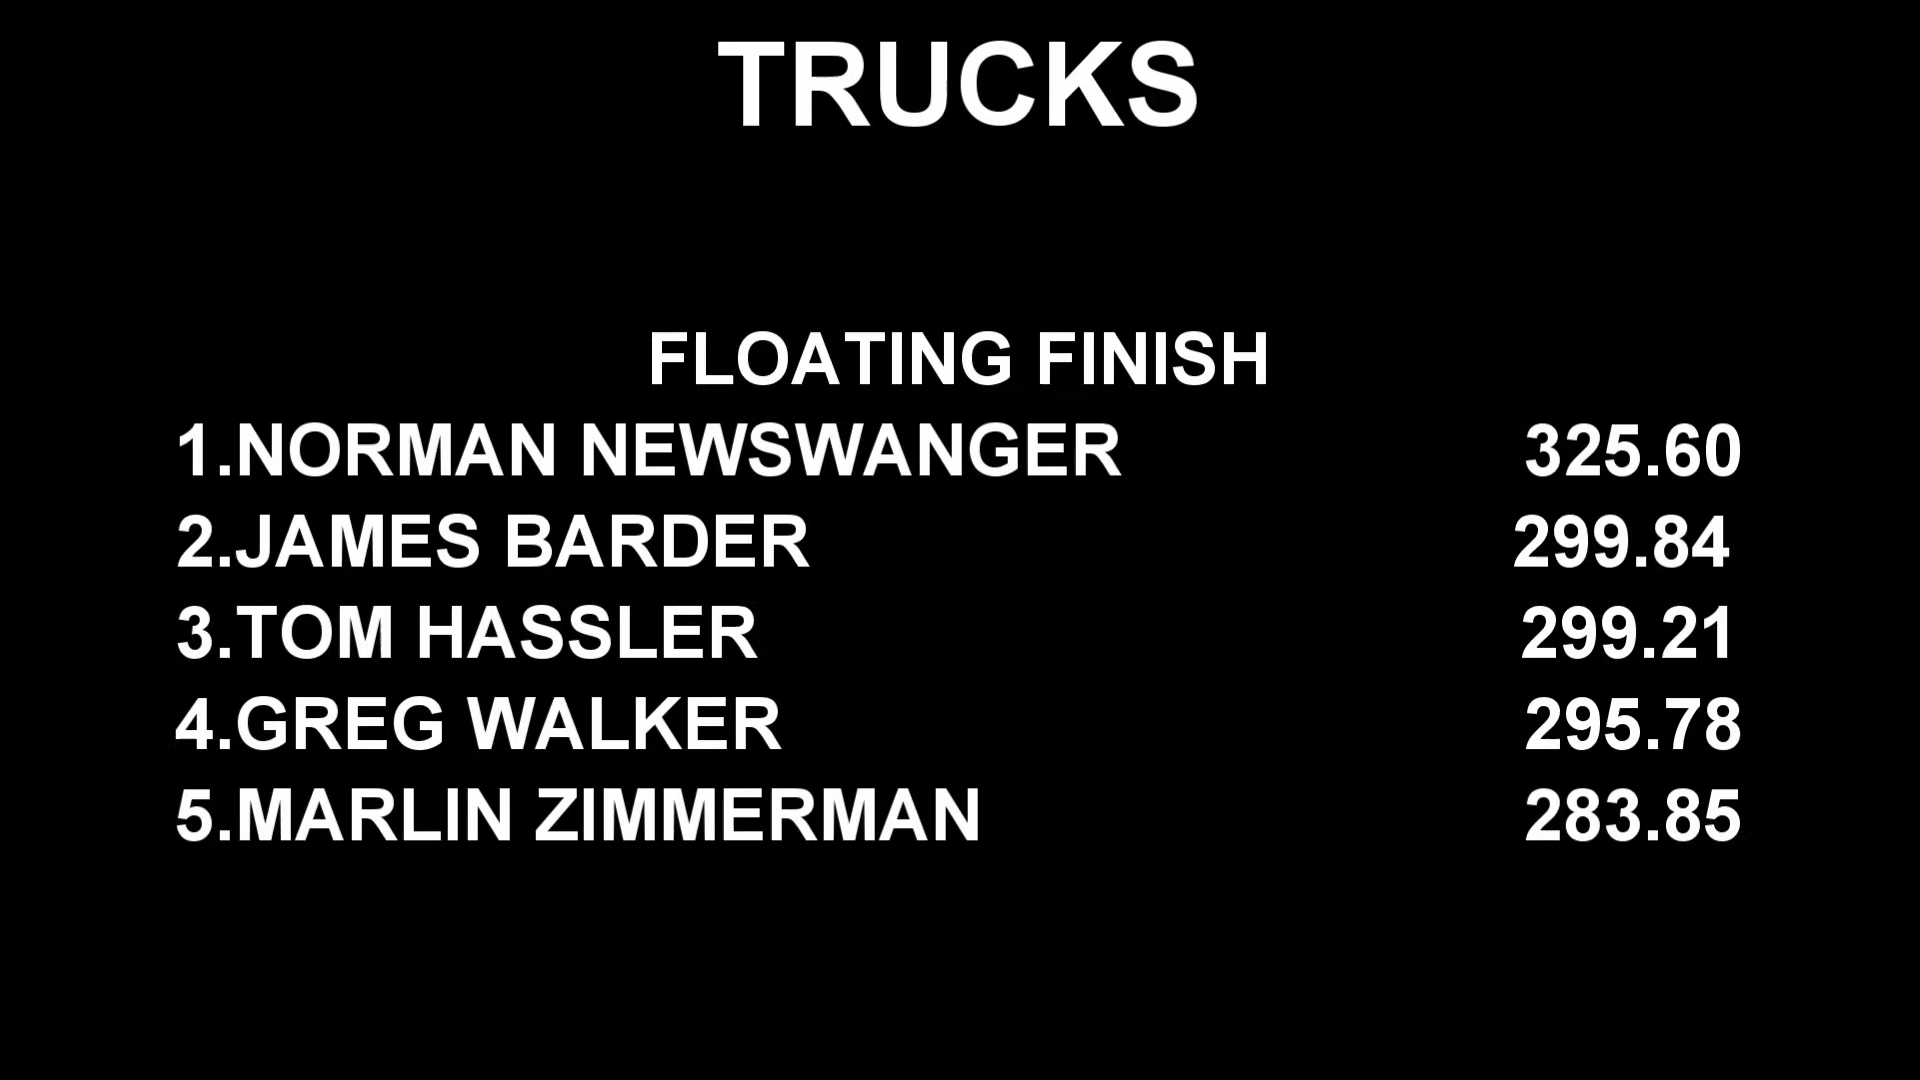 TRUCKS
FLOATING FINISH
1.NORMAN NEWSWANGER 325.60
2.JAMES BARDER 299.84
3.TOM HASSLER 299.21
4.GREG WALKER 295.78
5.MARLIN ZIMMERMAN 283.85